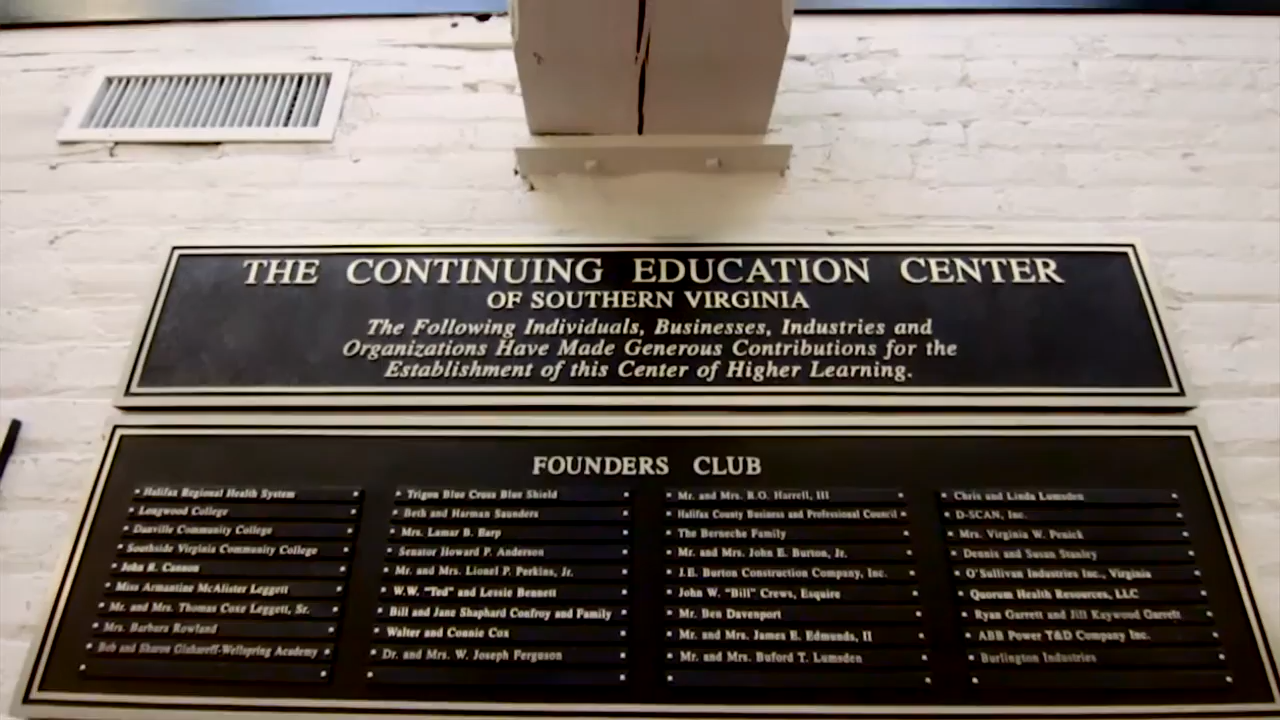 THE CONTINUING EDUCATION CENTER
OF SOUTHERN VIRGINIA
The Following Individuals, Businesses, Industries and
Organizations Have Made Generous Contributions for the
Establishment of this Center of Higher Learning.
FOUNDERS CLUB
Halifax Regional Health System
Longwood College
Danville Community College
Southside Virginia Community College
John R. Cannon
Miss Armantine McAlister Leggett
Mr. and Mrs. Thomas Coxe Leggett, Sr.
Mrs. Barbara Rowland
Bob and Sharon Wellspring Academy
Trigon Blue Cross Blue Shield
Beth and Harman Saunders
Mrs. Lamar B. Harp
Senator Howard P. Anderson
Mr. and Mrs. Lionel P. Perkins, Jr.
W.W. "Ted" and Lessie Bennett
Bill and Jane Shaphard Confroy and Family
Walter and Connie Cox
Dr. and Mrs. W. Joseph Ferguson
Mr. and Mrs. R.O. Harrell, III
Halifax County Business and Professional Council
The Berneche Family
Mr. and Mrs. John E. Burton, Jr.
J.E. Burton Construction Company, Inc.
John W. "Bill" Crews, Esquire
Mr. Ben Davenport
Mr. and Mrs. James E. Edmunds, II
Mr. and Mrs. Buford T. Lumsden
Chris and Linda Lumsden
D-SCAN, Inc.
Mrs. Virginia W. Penick
Dennis and Susan Stanley
O'Sullivan Industries Inc., Virginia
Quorum Health Resources, LLC
Ryan Garrett and Jill Kaywood Garrett
ABB Power T&D Company Inc.
Burlington Industries